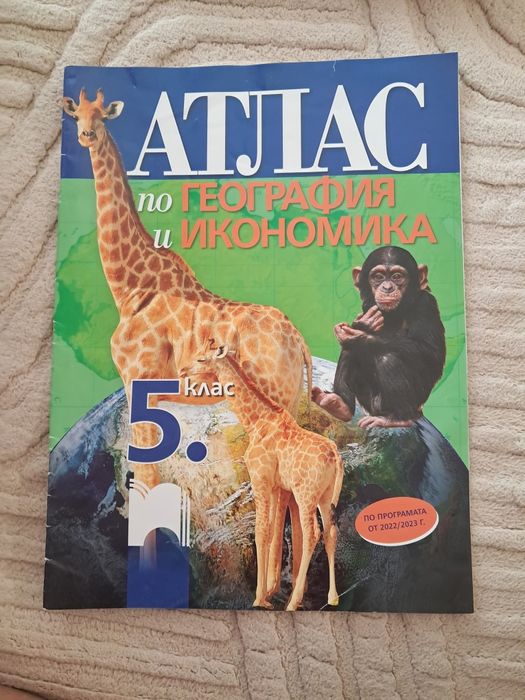 АТЛАС
по ГЕОГРАФИЯ
и ИКОНОМИКА
5. клас
ПО ПРОГРАМАТА
ОТ 2022/2023 Г.